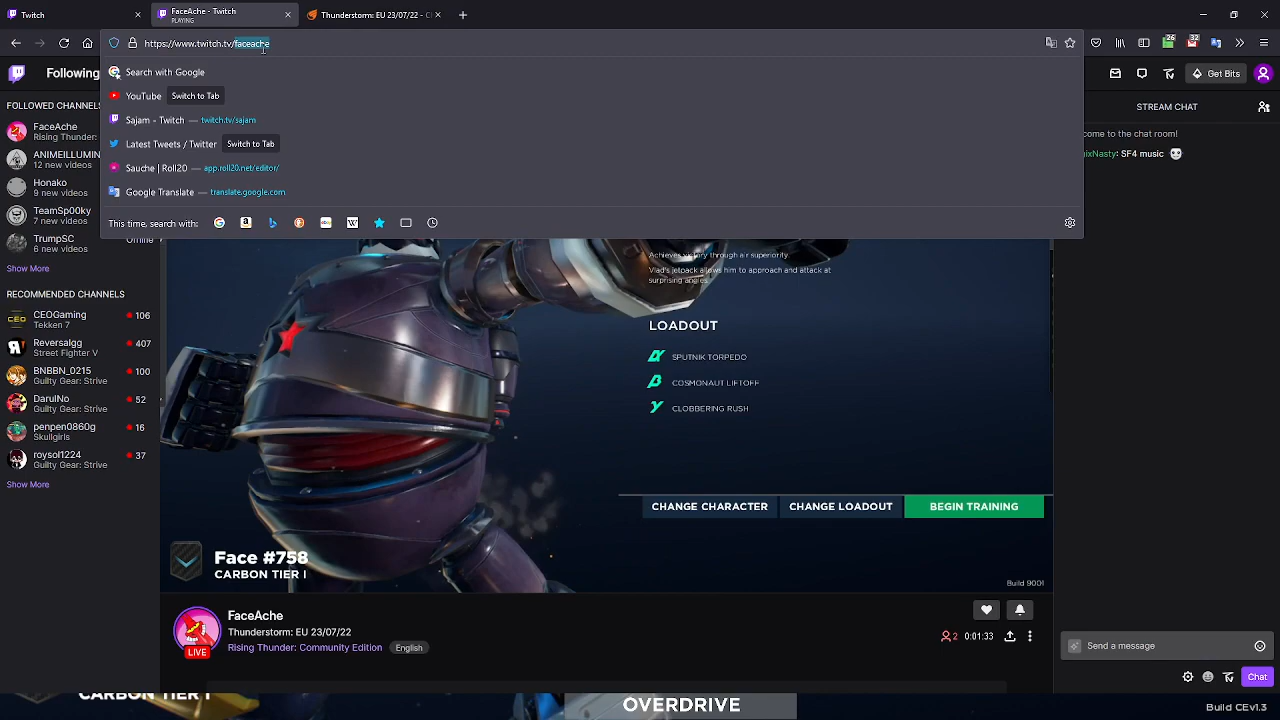 Twitch
FaceAche - Twitch
PLAYING
Thunderstorm: EU 23/07/22 - C
https://www.twitch.tv/faceache
26
32
Search with Google
YouTube Switch to Tab
Sajam - Twitch — twitch.tv/sajam
Latest Tweets / Twitter Switch to Tab
Sauche | Roll20 — app.roll20.net/editor/
Google Translate — translate.google.com
This time, search with:
Following
Get Bits
FOLLOWED CHANNELS
FaceAche
Rising Thunder:
ANIMEILLUMIN
12 new videos
Honako
9 new videos
TeamSp00ky
7 new videos
TrumpSC
6 new videos
Offline
Show More
RECOMMENDED CHANNELS
CEOGaming 106
Tekken 7
Reversalgg 407
Street Fighter V
BNBBN_0215 100
Guilty Gear: Strive
DaruNo 52
Guilty Gear: Strive
penpen0860g 16
Skullgirls
roysol1224 37
Guilty Gear: Strive
Show More
STREAM CHAT
come to the chat room!
ixNasty: SF4 music
Achieves victory through air superiority.
Vlad's jetpack allows him to approach and attack at
surprising angles.
LOADOUT
SPUTNIK TORPEDO
COSMONAUT LIFTOFF
CLOBBERING RUSH
CHANGE CHARACTER
CHANGE LOADOUT
BEGIN TRAINING
Face #758
CARBON TIER I
Build 9001
FaceAche
Thunderstorm: EU 23/07/22
Rising Thunder: Community Edition English
LIVE
2 0:01:33
Send a message
Chat
CARBON TIER I
OVERDRIVE
Build CEv1.3